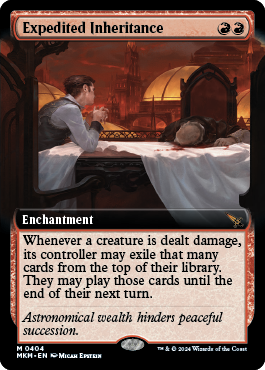 Expedited Inheritance
Enchantment
Whenever a creature is dealt damage,
its controller may exile that many
cards from the top of their library.
They may play those cards until the
end of their next turn.
Astronomical wealth hinders peaceful
succession.
M 0404
MKM • EN Micah Epstein
™ & © 2024 Wizards of the Coast